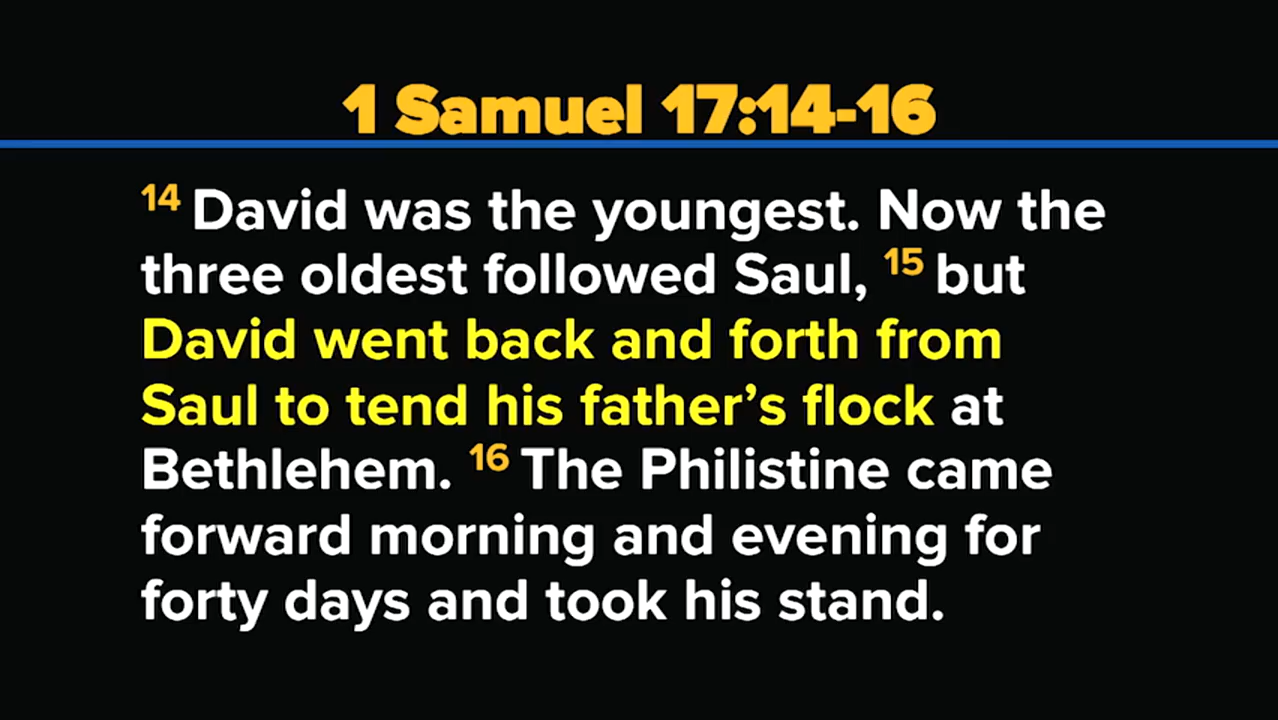 1 Samuel 17:14-16
14 David was the youngest. Now the
three oldest followed Saul, 15 but
David went back and forth from
Saul to tend his father’s flock at
Bethlehem. 16 The Philistine came
forward morning and evening for
forty days and took his stand.